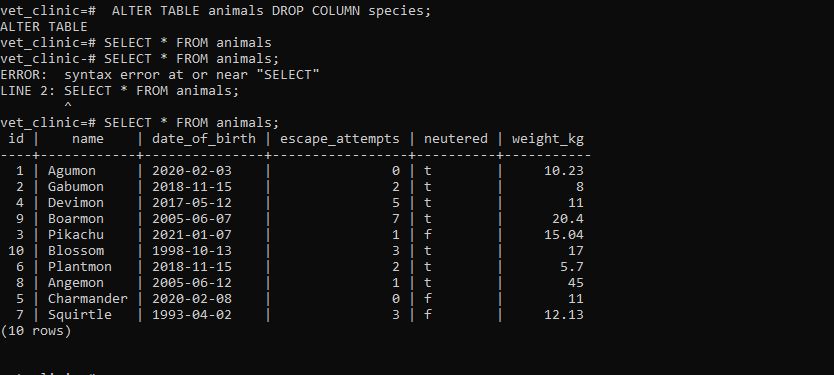 vet_clinic=#  ALTER TABLE animals DROP COLUMN species;
ALTER TABLE
vet_clinic=# SELECT * FROM animals
vet_clinic-# SELECT * FROM animals;
ERROR:  syntax error at or near "SELECT"
LINE 2: SELECT * FROM animals;
        ^
vet_clinic=# SELECT * FROM animals;
 id |    name    | date_of_birth | escape_attempts | neutered | weight_kg
----+------------+---------------+-----------------+----------+-----------
  1 | Agumon     | 2020-02-03    |               0 | t        |     10.23
  2 | Gabumon    | 2018-11-15    |               2 | t        |         8
  4 | Devimon    | 2017-05-12    |               5 | t        |        11
  9 | Boarmon    | 2005-06-07    |               7 | t        |      20.4
  3 | Pikachu    | 2021-01-07    |               1 | f        |     15.04
 10 | Blossom    | 1998-10-13    |               3 | t        |        17
  6 | Plantmon   | 2018-11-15    |               2 | t        |       5.7
  8 | Angemon    | 2005-06-12    |               1 | t        |        45
  5 | Charmander | 2020-02-08    |               0 | f        |        11
  7 | Squirtle   | 1993-04-02    |               3 | f        |     12.13
(10 rows)